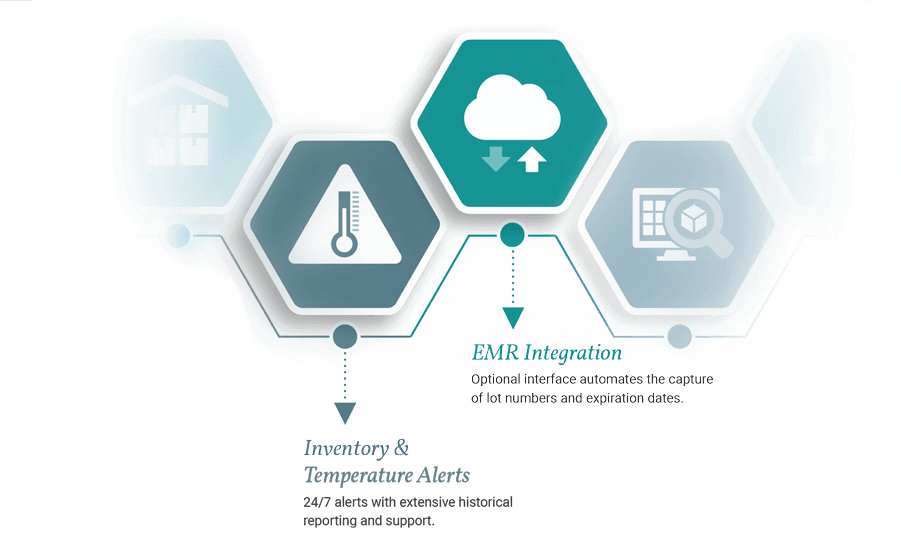 EMR Integration
Optional interface automates the capture
of lot numbers and expiration dates.
Inventory &
Temperature Alerts
24/7 alerts with extensive historical
reporting and support.